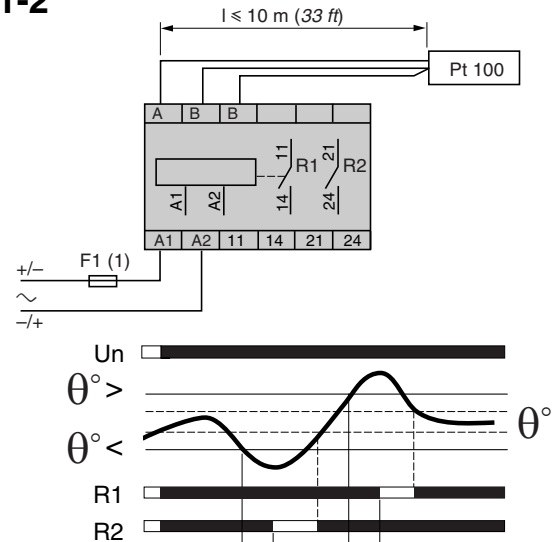 1-2
l ≤ 10 m (33 ft)
Pt 100
A B B
A1 A2 11 14 R1 21 24 R2
A1 A2 11 14 21 24
F1 (1)
+/–
–/+
Un
θ° >
θ°
θ° <
R1
R2